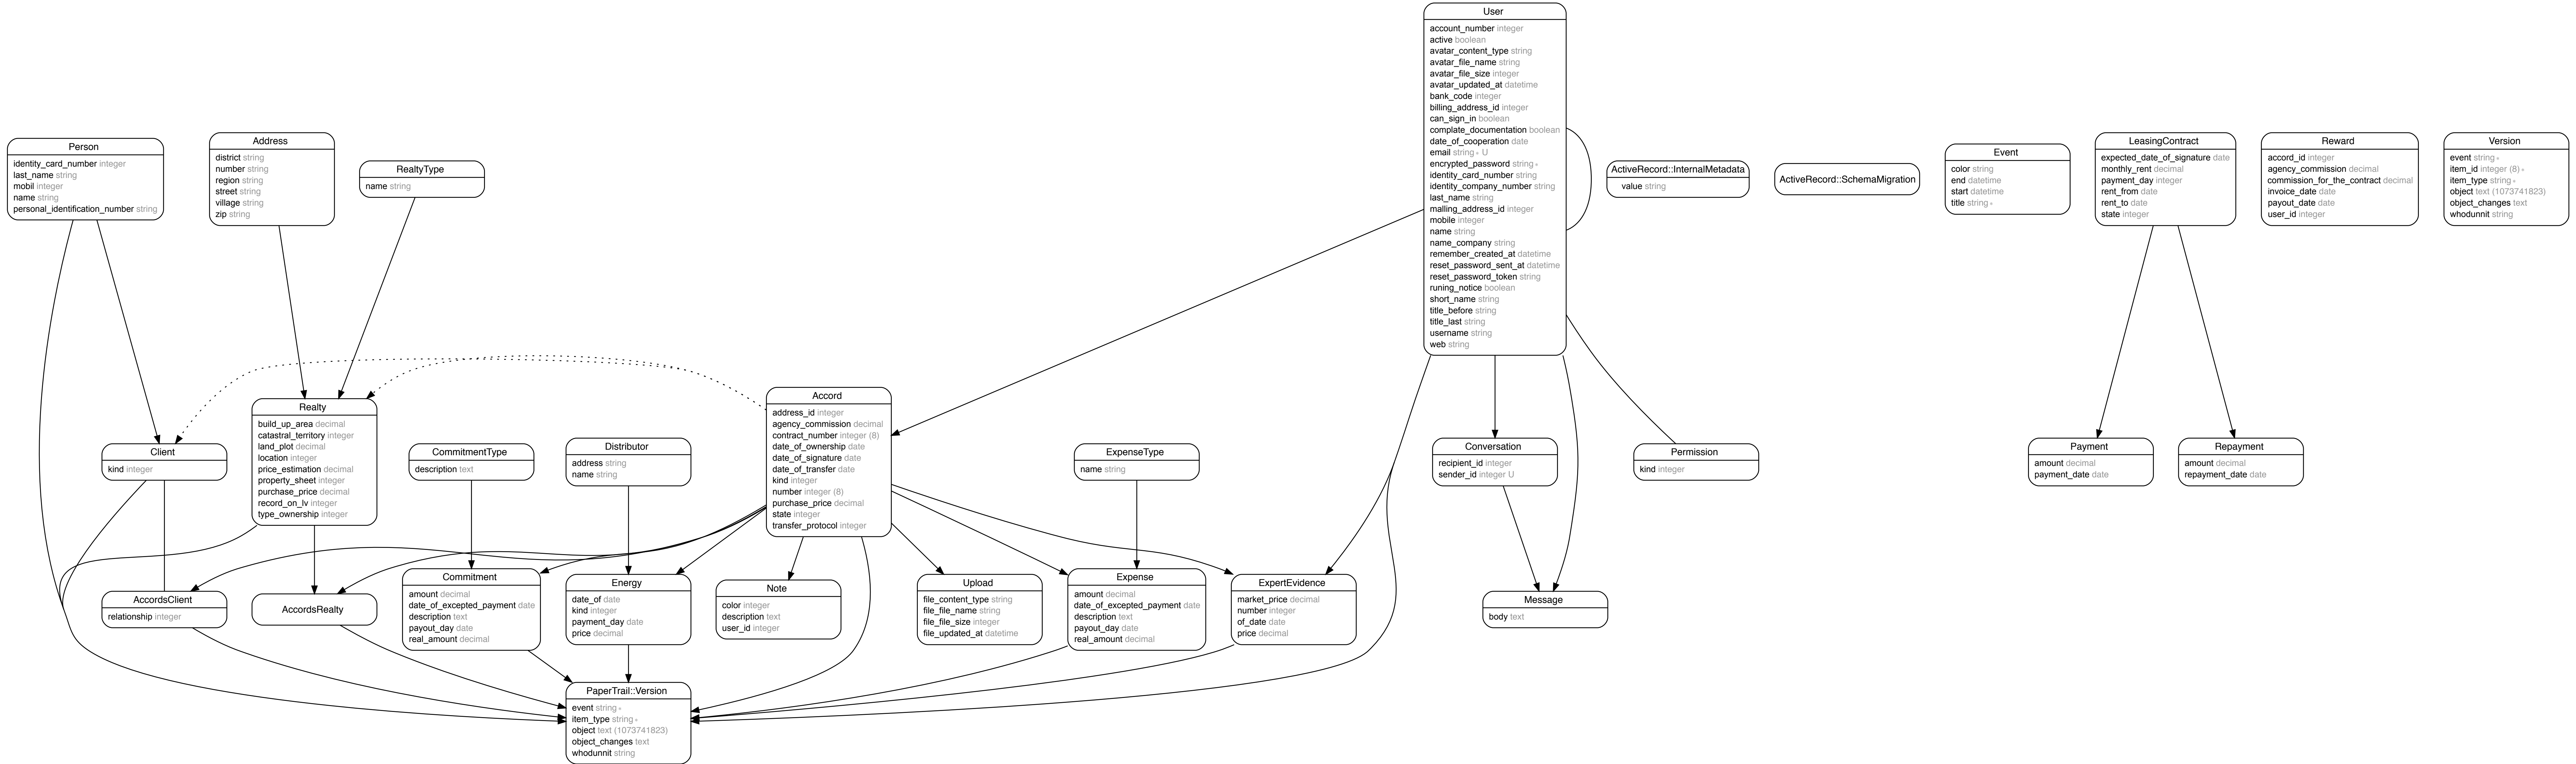 User
account_number integer
active boolean
avatar_content_type string
avatar_file_name string
avatar_file_size integer
avatar_updated_at datetime
bank_code integer
billing_address_id integer
can_sign_in boolean
complate_documentation boolean
date_of_cooperation date
email string ∗ U
encrypted_password string ∗
identity_card_number string
identity_company_number string
last_name string
malling_address_id integer
mobile integer
name string
name_company string
remember_created_at datetime
reset_password_sent_at datetime
reset_password_token string
runing_notice boolean
short_name string
title_before string
title_last string
username string
web string
Person
identity_card_number integer
last_name string
mobil integer
name string
personal_identification_number string
Address
district string
number string
region string
street string
village string
zip string
RealtyType
name string
ActiveRecord::InternalMetadata
value string
ActiveRecord::SchemaMigration
Event
color string
end datetime
start datetime
title string ∗
LeasingContract
expected_date_of_signature date
monthly_rent decimal
payment_day integer
rent_from date
rent_to date
state integer
Reward
accord_id integer
agency_commission decimal
commission_for_the_contract decimal
invoice_date date
payout_date date
user_id integer
Version
event string ∗
item_id integer (8) ∗
item_type string ∗
object text (1073741823)
object_changes text
whodunnit string
Client
kind integer
Realty
build_up_area decimal
catastral_territory integer
land_plot decimal
location integer
price_estimation decimal
property_sheet integer
purchase_price decimal
record_on_lv integer
type_ownership integer
CommitmentType
description text
Distributor
address string
name string
Accord
address_id integer
agency_commission decimal
contract_number integer (8)
date_of_ownership date
date_of_signature date
date_of_transfer date
kind integer
number integer (8)
purchase_price decimal
state integer
transfer_protocol integer
ExpenseType
name string
Conversation
recipient_id integer
sender_id integer U
Permission
kind integer
Payment
amount decimal
payment_date date
Repayment
amount decimal
repayment_date date
AccordsClient
relationship integer
AccordsRealty
Commitment
amount decimal
date_of_excepted_payment date
description text
payout_day date
real_amount decimal
Energy
date_of date
kind integer
payment_day date
price decimal
Note
color integer
description text
user_id integer
Upload
file_content_type string
file_file_name string
file_file_size integer
file_updated_at datetime
Expense
amount decimal
date_of_excepted_payment date
description text
payout_day date
real_amount decimal
ExpertEvidence
market_price decimal
number integer
of_date date
price decimal
Message
body text
PaperTrail::Version
event string ∗
item_type string ∗
object text (1073741823)
object_changes text
whodunnit string